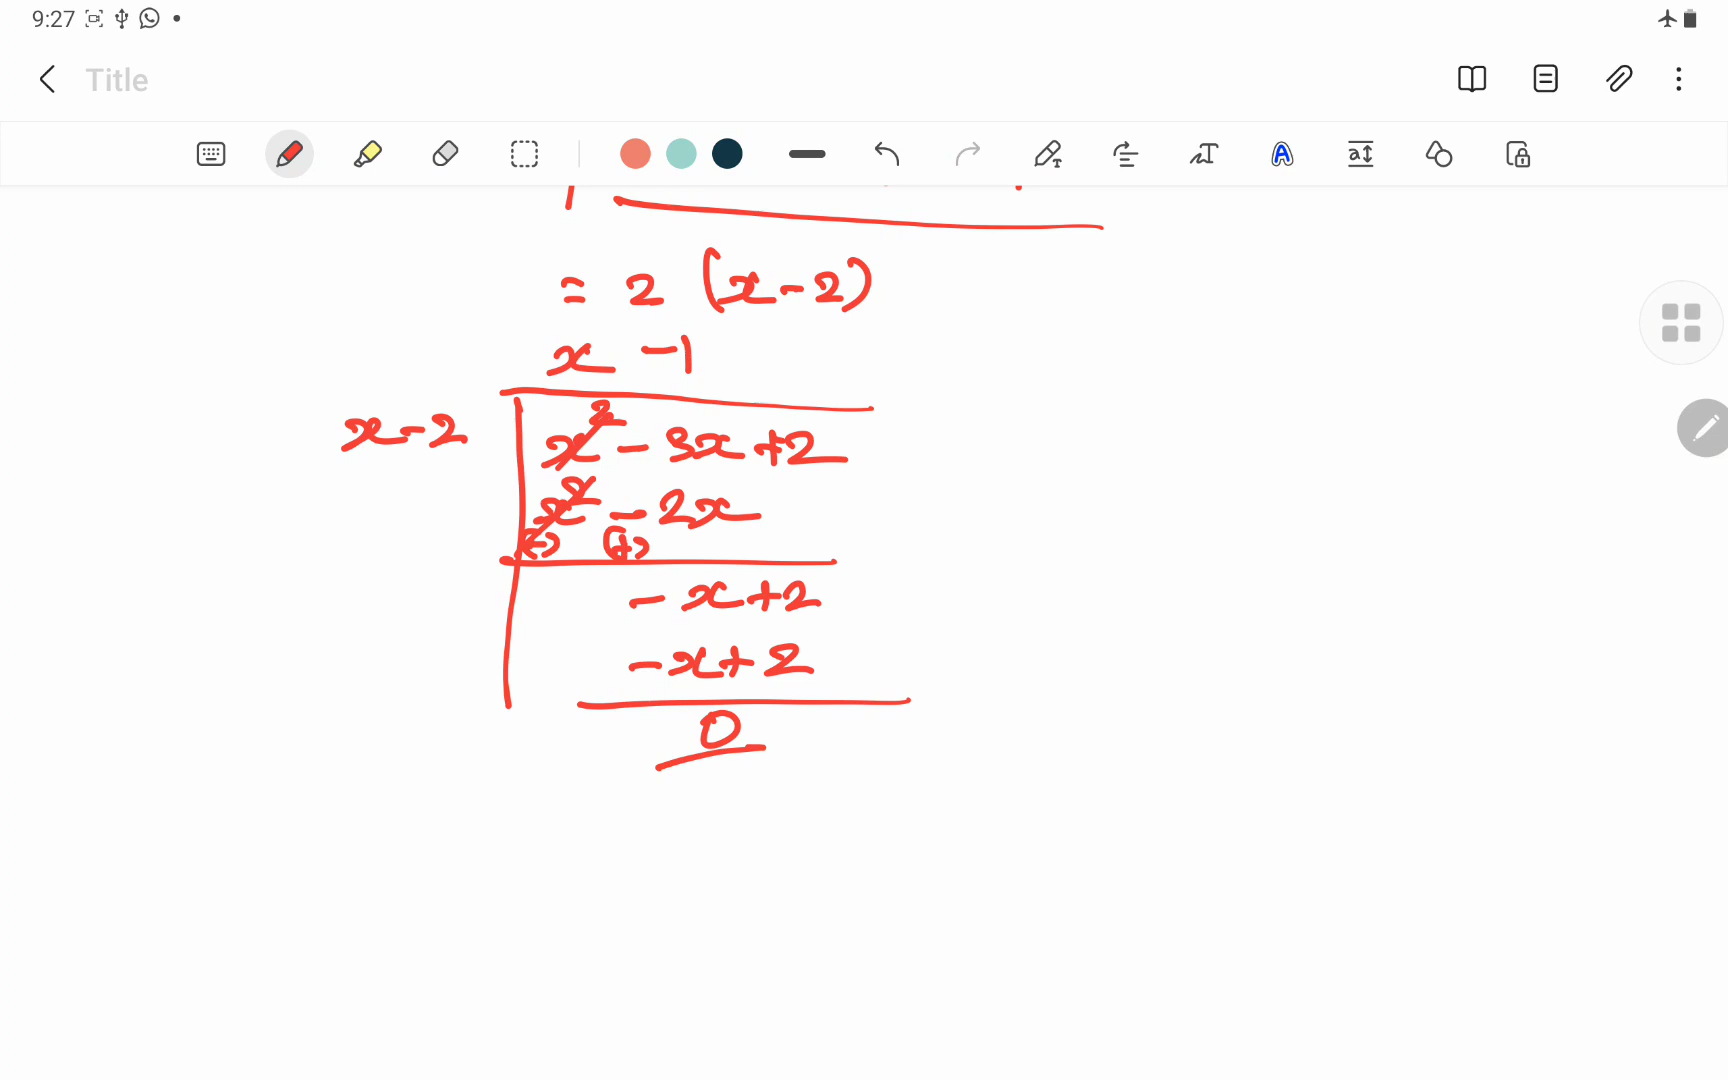 9:27
Title
= 2 (x-2)
x -1
x-2
x² - 3x +2
x² - 2x
(-) (+)
- x+2
-x+2
0